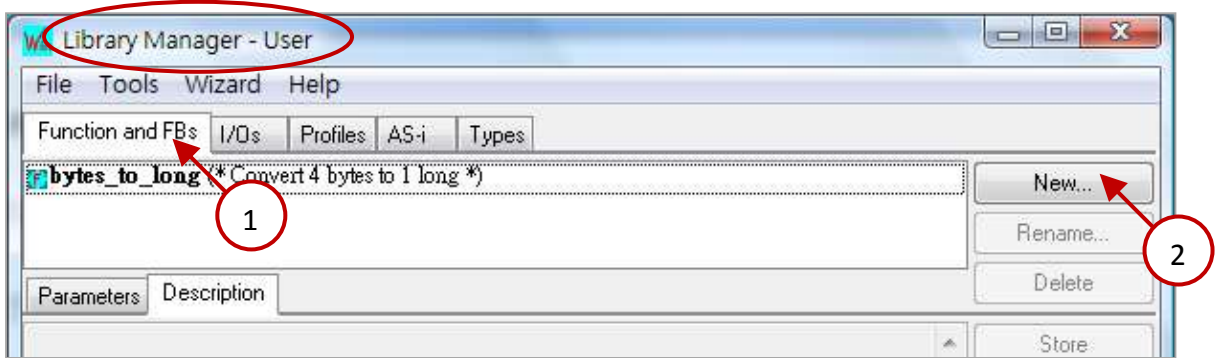 Library Manager - User
File Tools Wizard Help
Function and FBs I/Os Profiles AS-i Types
bytes_to_long (* Convert 4 bytes to 1 long *)
New...
1
Rename...
2
Delete
Parameters Description
Store